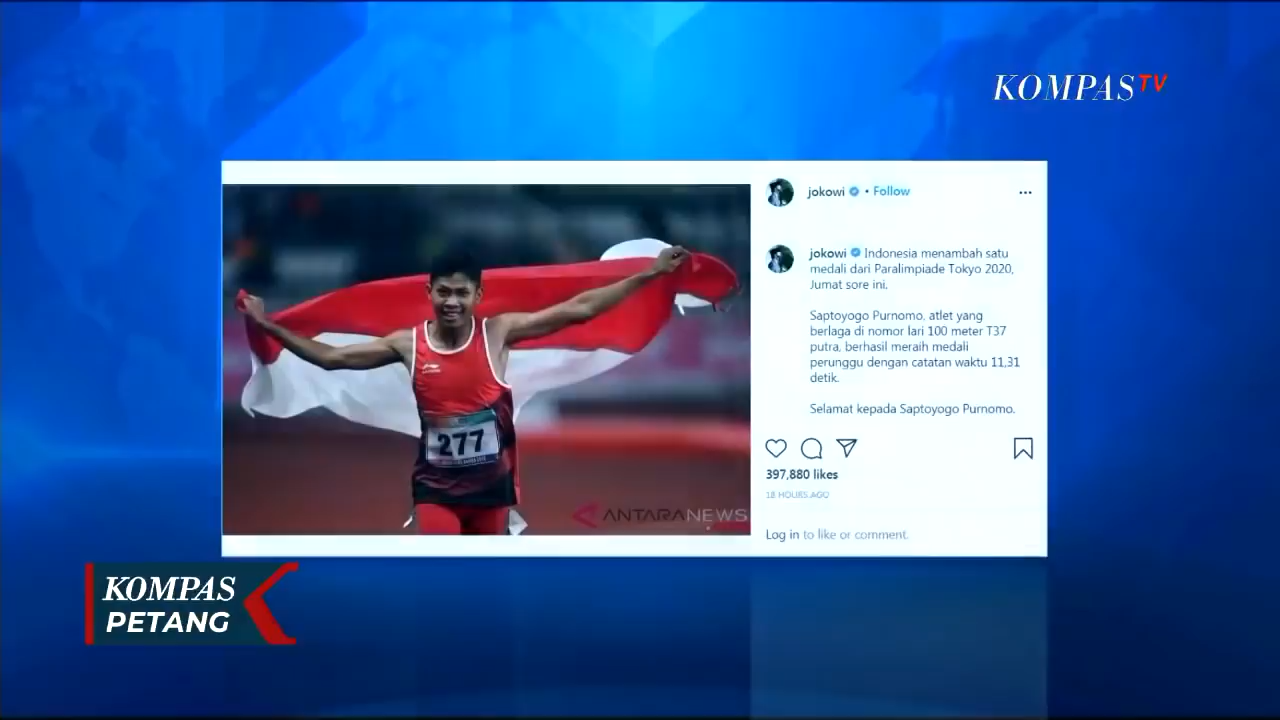 KOMPAS TV
jokowi • Follow
jokowi Indonesia menambah satu
medali dari Paralimpiade Tokyo 2020,
Jumat sore ini.
Saptoyogo Purnomo, atlet yang
berlaga di nomor lari 100 meter T37
putra, berhasil meraih medali
perunggu dengan catatan waktu 11,31
detik.
Selamat kepada Saptoyogo Purnomo.
397,880 likes
18 HOURS AGO
Log in to like or comment.
277
ANTARANEWS
KOMPAS
PETANG